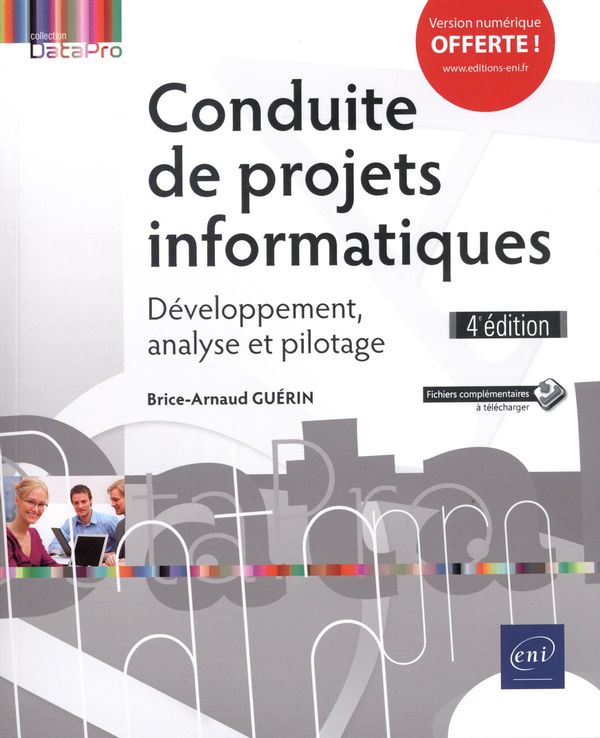 collection
DataPro
Version numérique
OFFERTE !
www.editions-eni.fr
Conduite
de projets
informatiques
Développement,
analyse et pilotage
4e édition
Brice-Arnaud GUÉRIN
Fichiers complémentaires
à télécharger
DataPro
eni